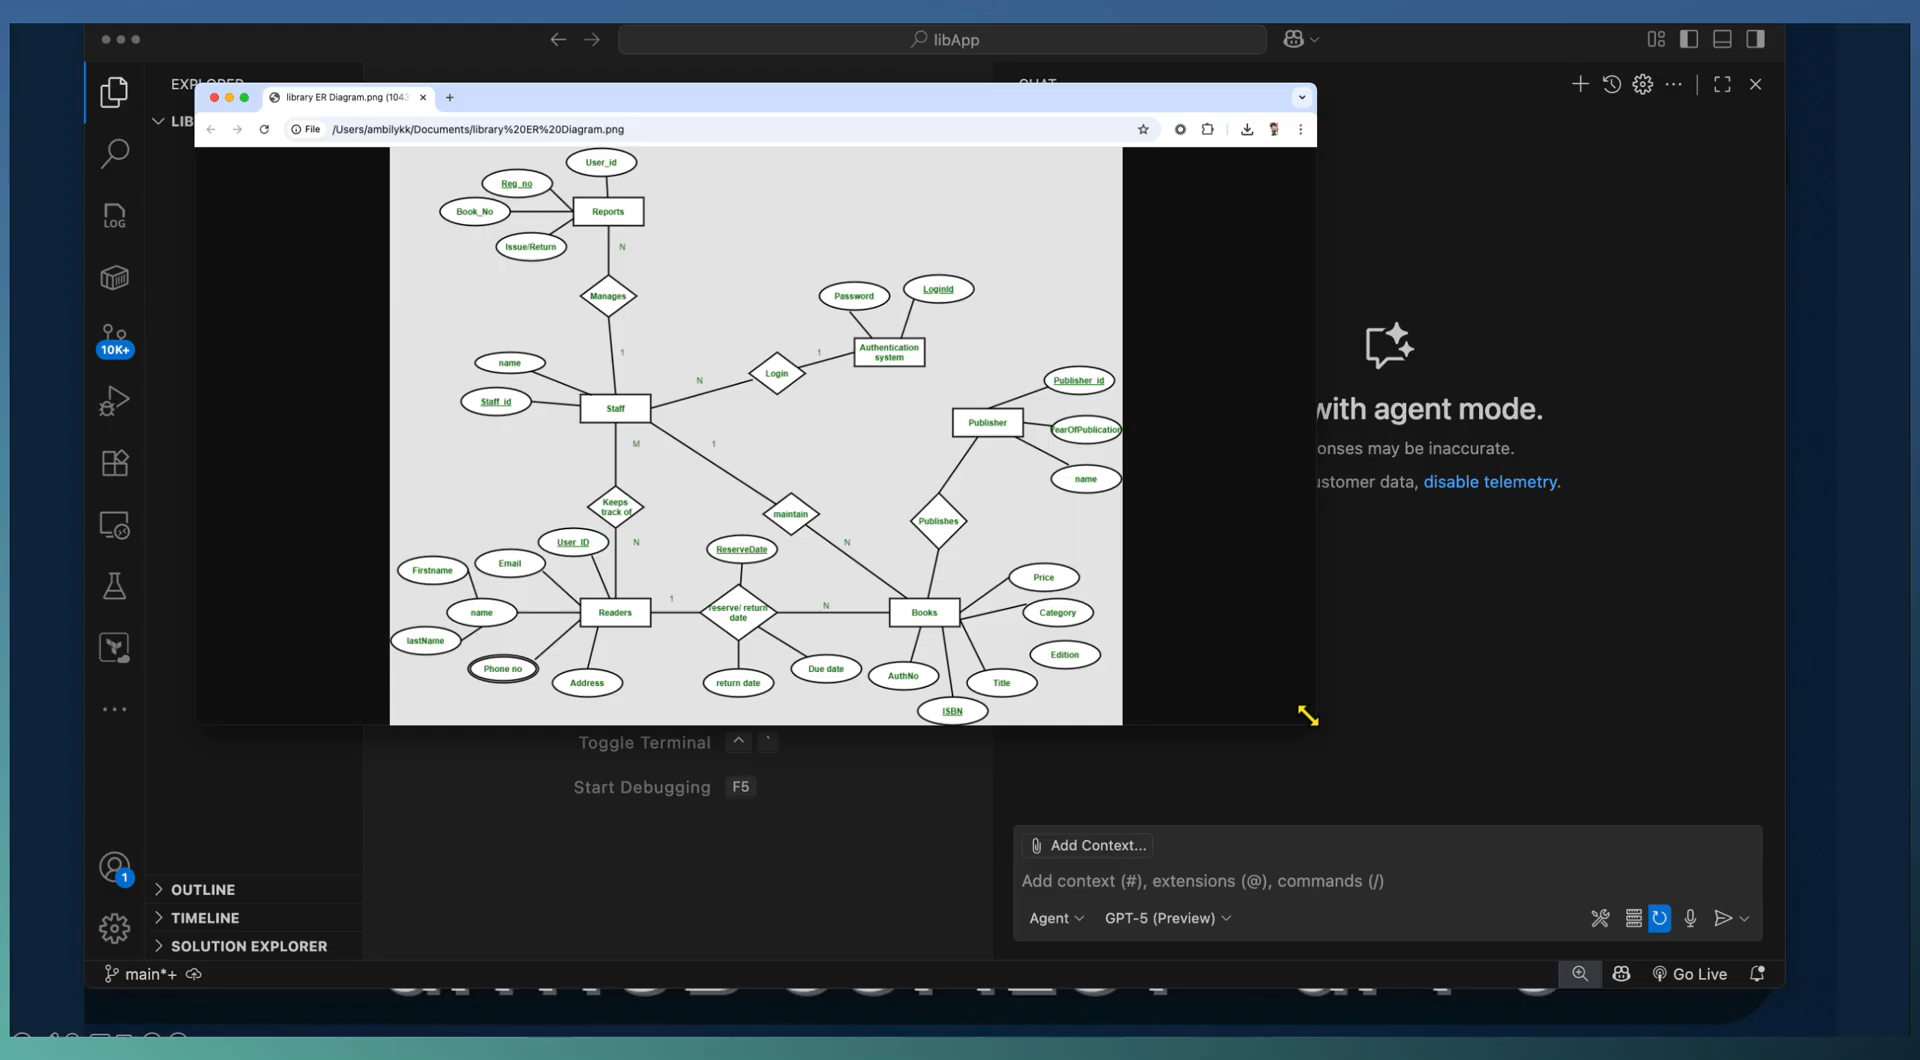 libApp
EXPLORER
CHAT
library ER Diagram.png (1043
LIB
File
/Users/ambilykk/Documents/library%20ER%20Diagram.png
User_id
Reg_no
Book_No
Reports
LOG
Issue/Return
N
Manages
LoginId
Password
1
1
Authentication
system
10K+
name
Login
N
Publisher_id
Staff_id
Staff
with agent mode.
Publisher
YearOfPublication
M
1
onses may be inaccurate.
name
ustomer data, disable telemetry.
Keeps
track of
maintain
Publishes
User_ID
N
N
ReserveDate
Email
Firstname
Price
1
N
name
Readers
reserve/ return
date
Books
Category
lastName
Edition
Phone no
Due date
AuthNo
Address
return date
Title
ISBN
Toggle Terminal ^ `
Start Debugging F5
Add Context...
1
Add context (#), extensions (@), commands (/)
OUTLINE
Agent GPT-5 (Preview)
TIMELINE
SOLUTION EXPLORER
main*+
Go Live